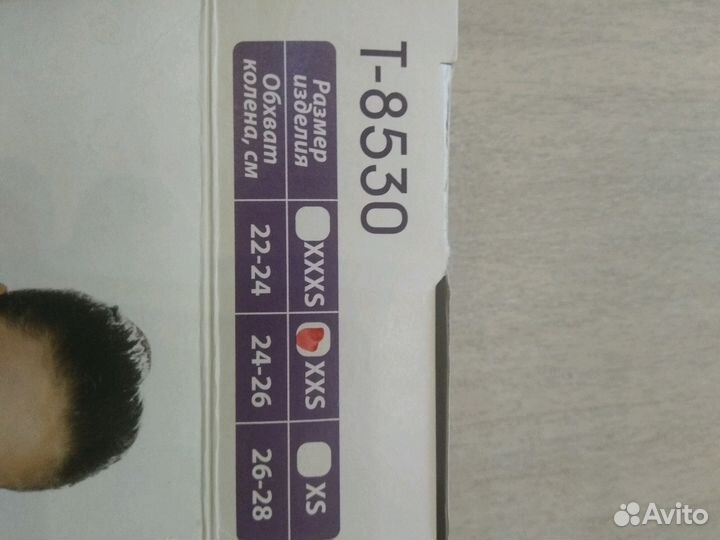 T-8530
Размер
изделия
XXXS
XXS
XS
Обхват
колена, см
22-24
24-26
26-28
Avito